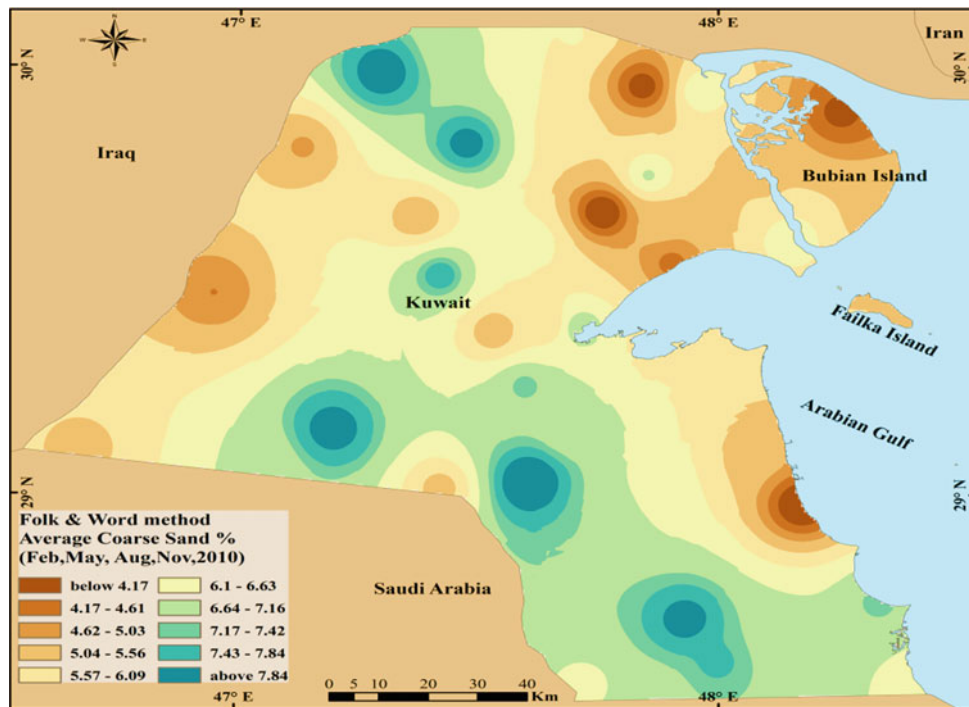 47° E
48° E
Iran
30° N
30° N
N
W
E
S
Iraq
Bubian Island
Kuwait
Failka Island
Arabian Gulf
29° N
29° N
Folk & Word method
Average Coarse Sand %
(Feb,May, Aug,Nov,2010)
below 4.17
4.17 - 4.61
4.62 - 5.03
5.04 - 5.56
5.57 - 6.09
6.1 - 6.63
6.64 - 7.16
7.17 - 7.42
7.43 - 7.84
above 7.84
Saudi Arabia
0 5 10 20 30 40
Km
47° E
48° E